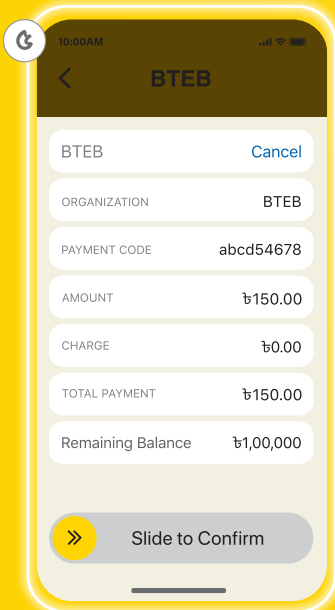 10:00AM
BTEB
BTEB Cancel
ORGANIZATION BTEB
PAYMENT CODE abcd54678
AMOUNT ৳150.00
CHARGE ৳0.00
TOTAL PAYMENT ৳150.00
Remaining Balance ৳1,00,000
Slide to Confirm